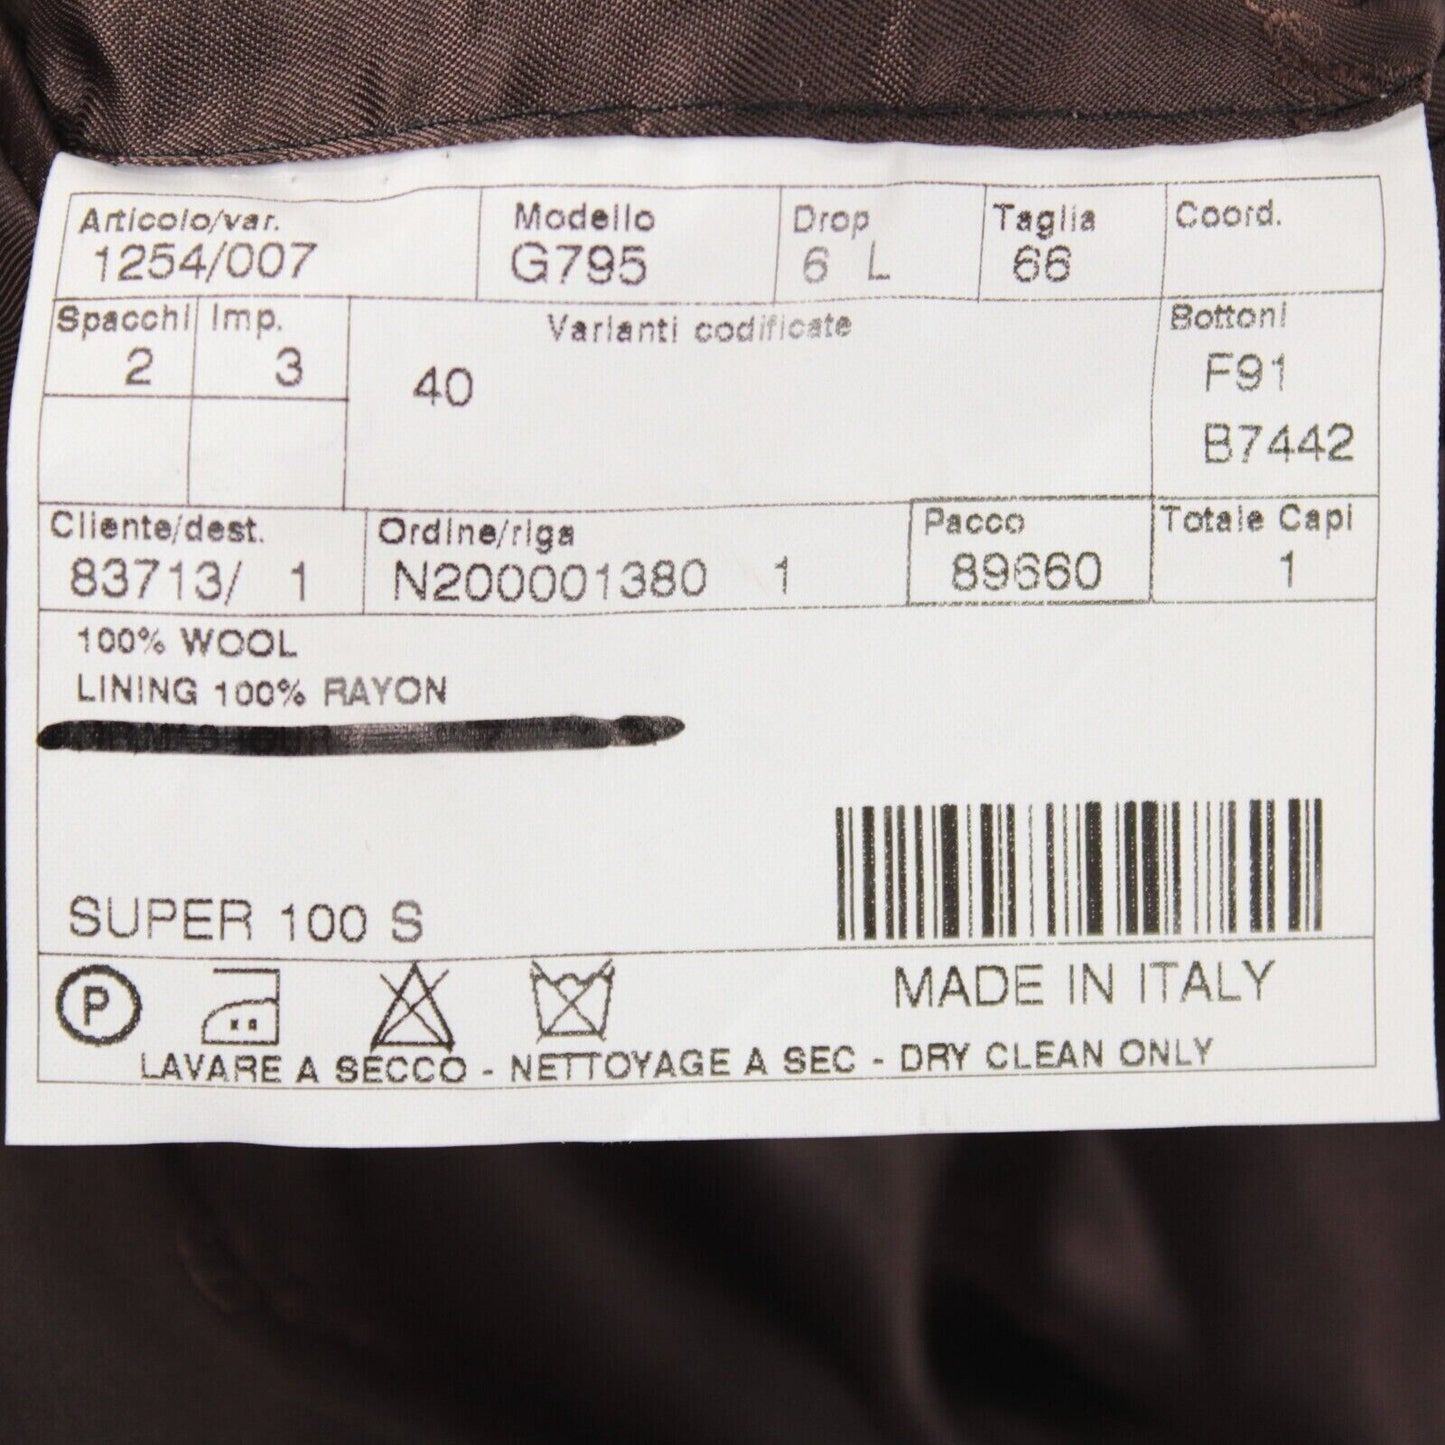 Articolo/var. Modello Drop Taglia Coord.
1254/007 G795 6 L 66
Spacchi Imp. Varianti codificate Bottoni
2 3 40 F91
B7442
Cliente/dest. Ordine/riga Pacco Totale Capi
83713/ 1 N200001380 1 89660 1
100% WOOL
LINING 100% RAYON
SUPER 100 S
P
MADE IN ITALY
LAVARE A SECCO - NETTOYAGE A SEC - DRY CLEAN ONLY